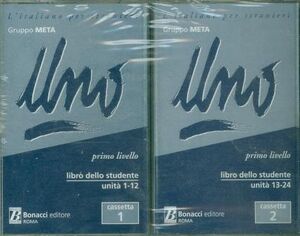 L'italiano per stranieri
Gruppo META
Uno
primo livello
libro dello studente
unità 1-12
cassetta
1
B Bonacci editore
ROMA
L'italiano per stranieri
Gruppo META
Uno
primo livello
libro dello studente
unità 13-24
cassetta
2
B Bonacci editore
ROMA